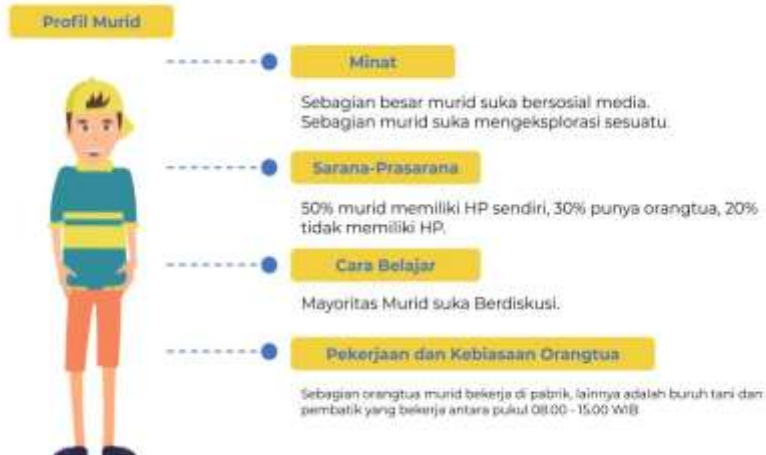 Profil Murid
Minat
Sebagian besar murid suka bersosial media.
Sebagian murid suka mengeksplorasi sesuatu.
Sarana-Prasarana
50% murid memiliki HP sendiri, 30% punya orangtua, 20%
tidak memiliki HP.
Cara Belajar
Mayoritas Murid suka Berdiskusi.
Pekerjaan dan Kebiasaan Orangtua
Sebagian orangtua murid bekerja di pabrik, lainnya adalah buruh tani dan
pembatik yang bekerja antara pukul 08.00 - 15.00 WIB